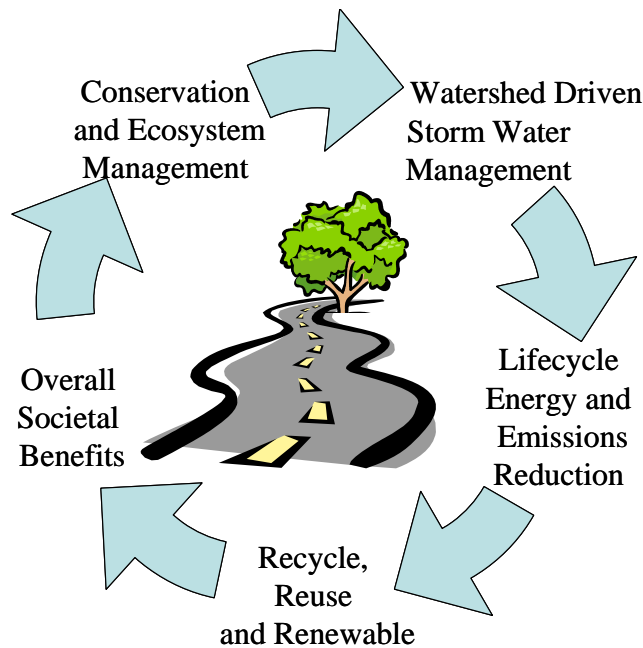 Conservation
and Ecosystem
Management
Watershed Driven
Storm Water
Management
Lifecycle
Energy and
Emissions
Reduction
Recycle,
Reuse
and Renewable
Overall
Societal
Benefits